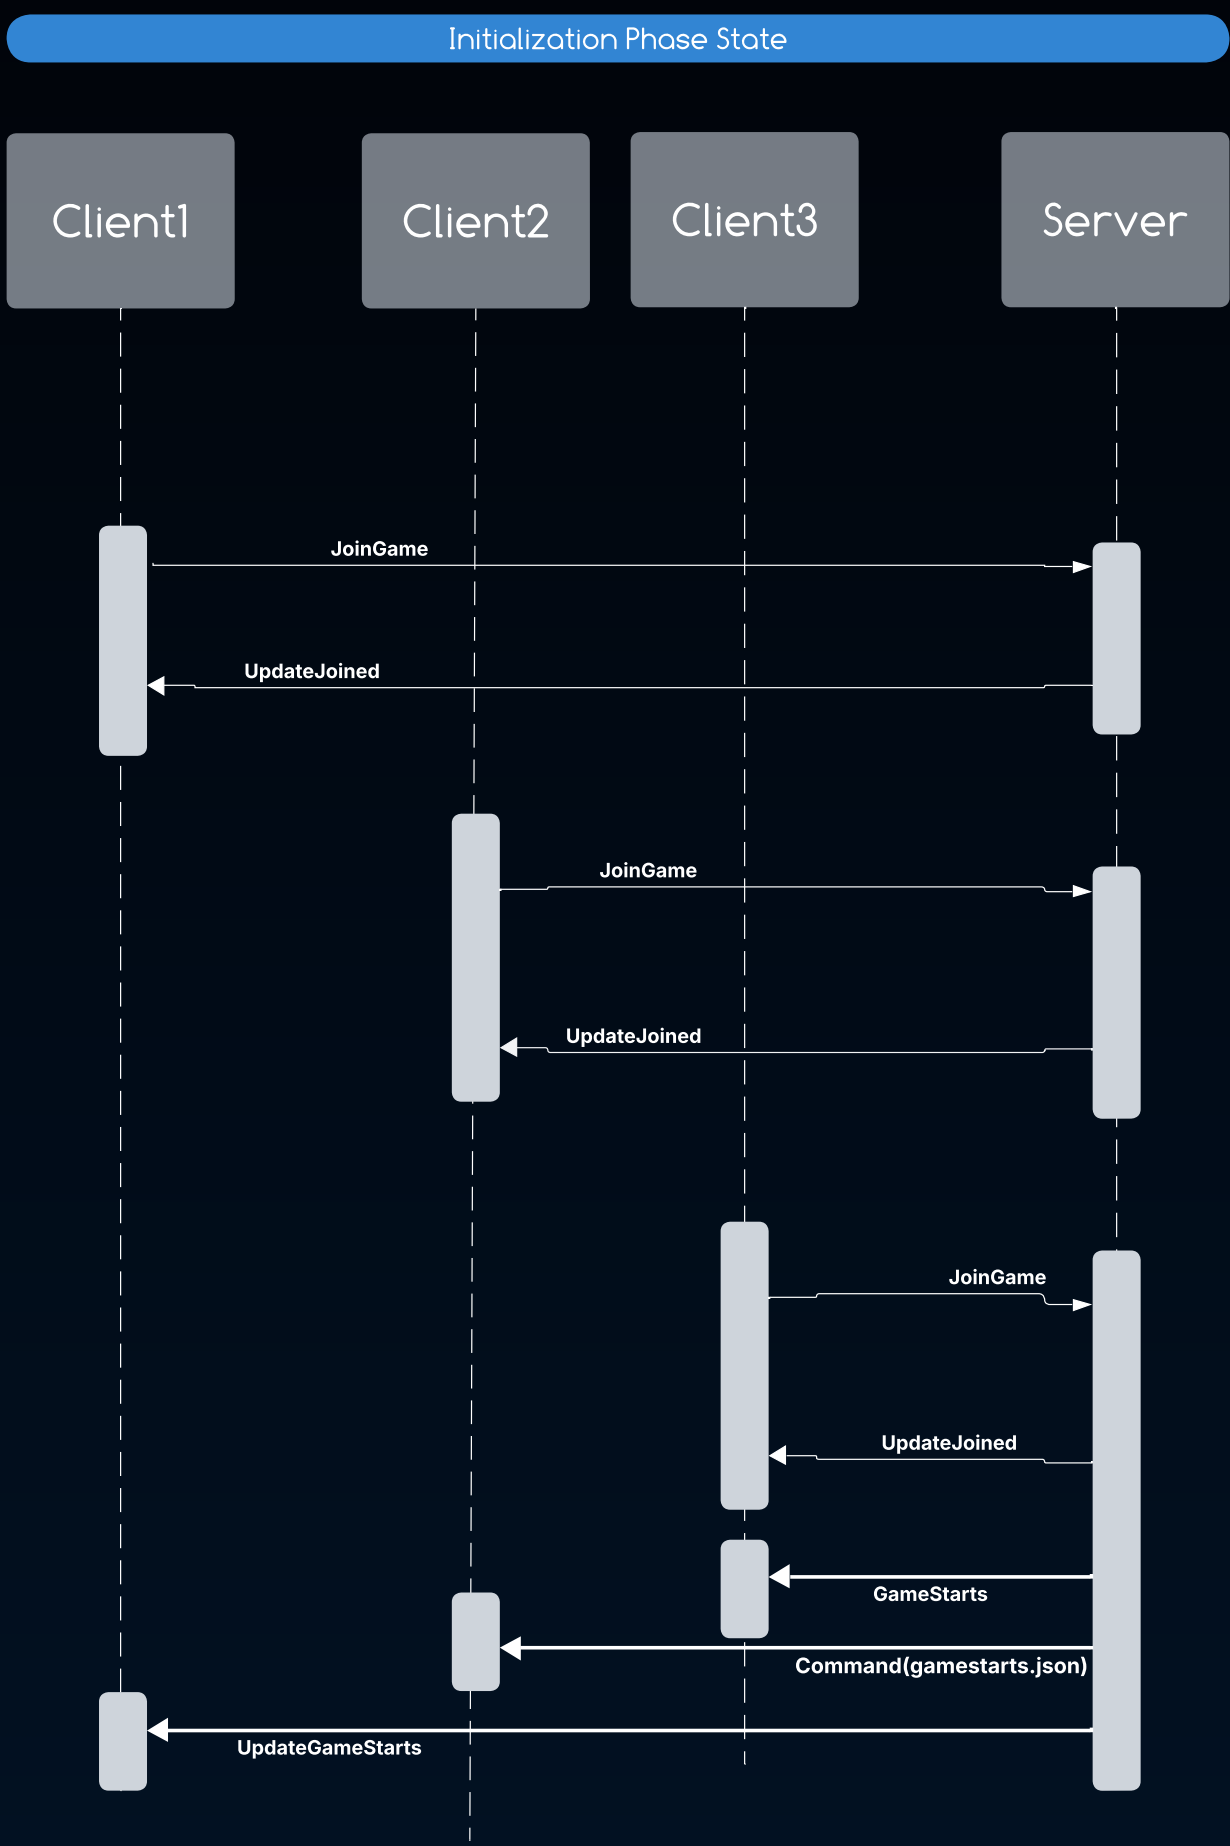 Initialization Phase State
Client1
Client2
Client3
Server
JoinGame
UpdateJoined
JoinGame
UpdateJoined
JoinGame
UpdateJoined
GameStarts
Command(gamestarts.json)
UpdateGameStarts